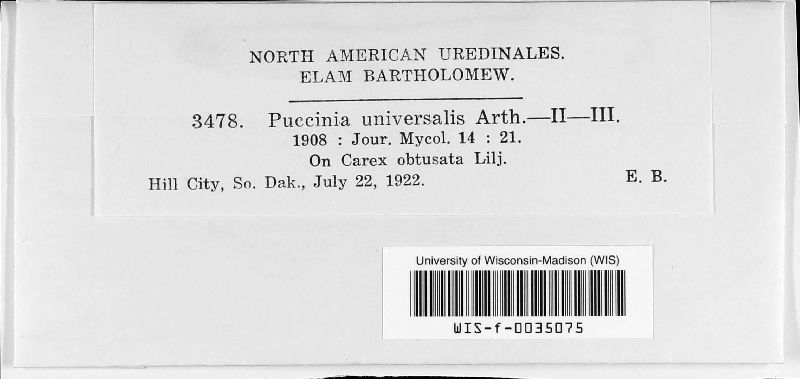 NORTH AMERICAN UREDINALES.
ELAM BARTHOLOMEW.
3478. Puccinia universalis Arth.—II—III.
1908 : Jour. Mycol. 14 : 21.
On Carex obtusata Lilj.
Hill City, So. Dak., July 22, 1922. E. B.
University of Wisconsin-Madison (WIS)
WIS-f-0035075